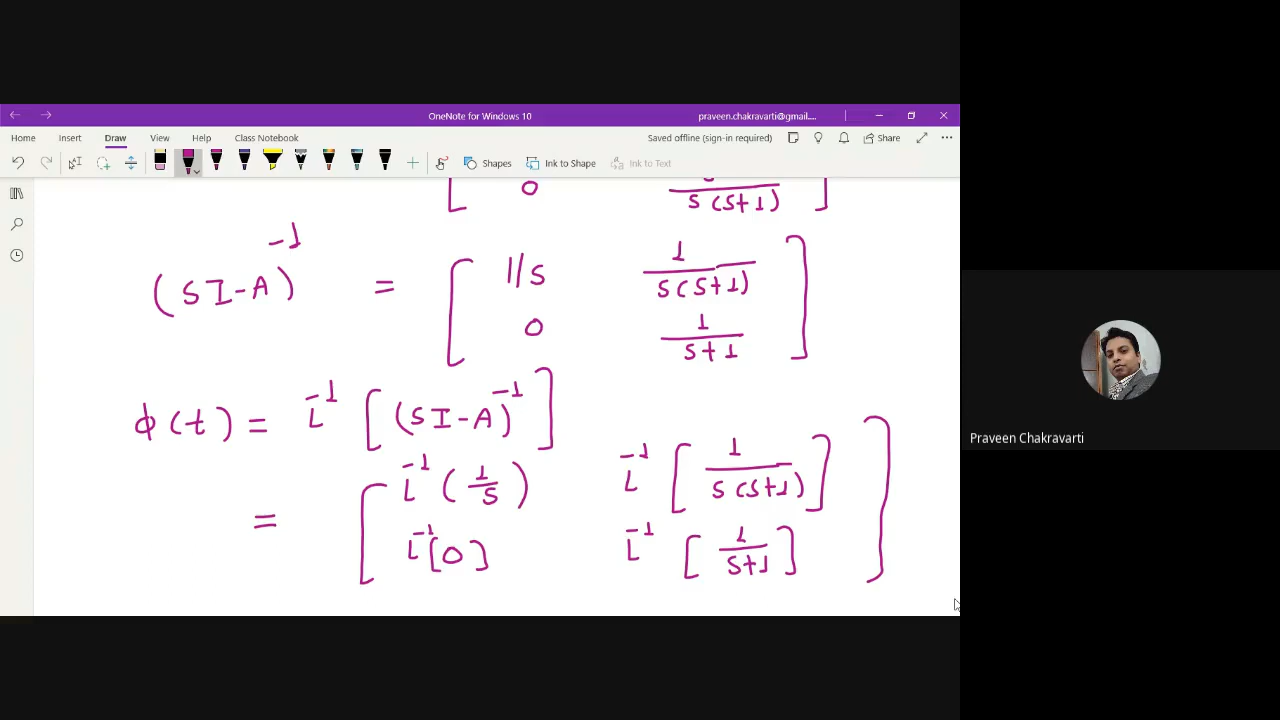 OneNote for Windows 10 praveen.chakravarti@gmail....
Home Insert Draw View Help Class Notebook Saved offline (sign-in required) Share
Shapes Ink to Shape Ink to Text
[ 0 s(s+1) ]
(SI-A)^-1 = [ 1/s 1/(s(s+1))
0 1/(s+1) ]
ϕ(t) = L^-1 [ (SI-A)^-1 ]
= [ L^-1 (1/s) L^-1 [ 1/(s(s+1)) ]
L^-1 [0] L^-1 [ 1/(s+1) ] ]
Praveen Chakravarti